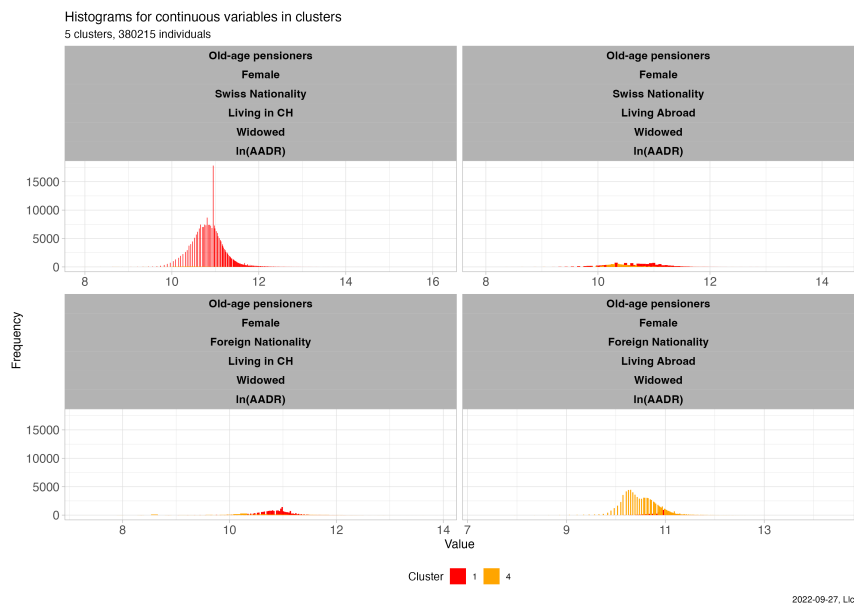 Histograms for continuous variables in clusters
5 clusters, 380215 individuals
Old-age pensioners
Female
Swiss Nationality
Living in CH
Widowed
ln(AADR)
Old-age pensioners
Female
Swiss Nationality
Living Abroad
Widowed
ln(AADR)
15000
10000
5000
0
8 10 12 14 16
8 10 12 14
Old-age pensioners
Female
Foreign Nationality
Living in CH
Widowed
ln(AADR)
Old-age pensioners
Female
Foreign Nationality
Living Abroad
Widowed
ln(AADR)
Frequency
15000
10000
5000
0
8 10 12 14
7 9 11 13
Value
Cluster 1 4
2022-09-27, Llc